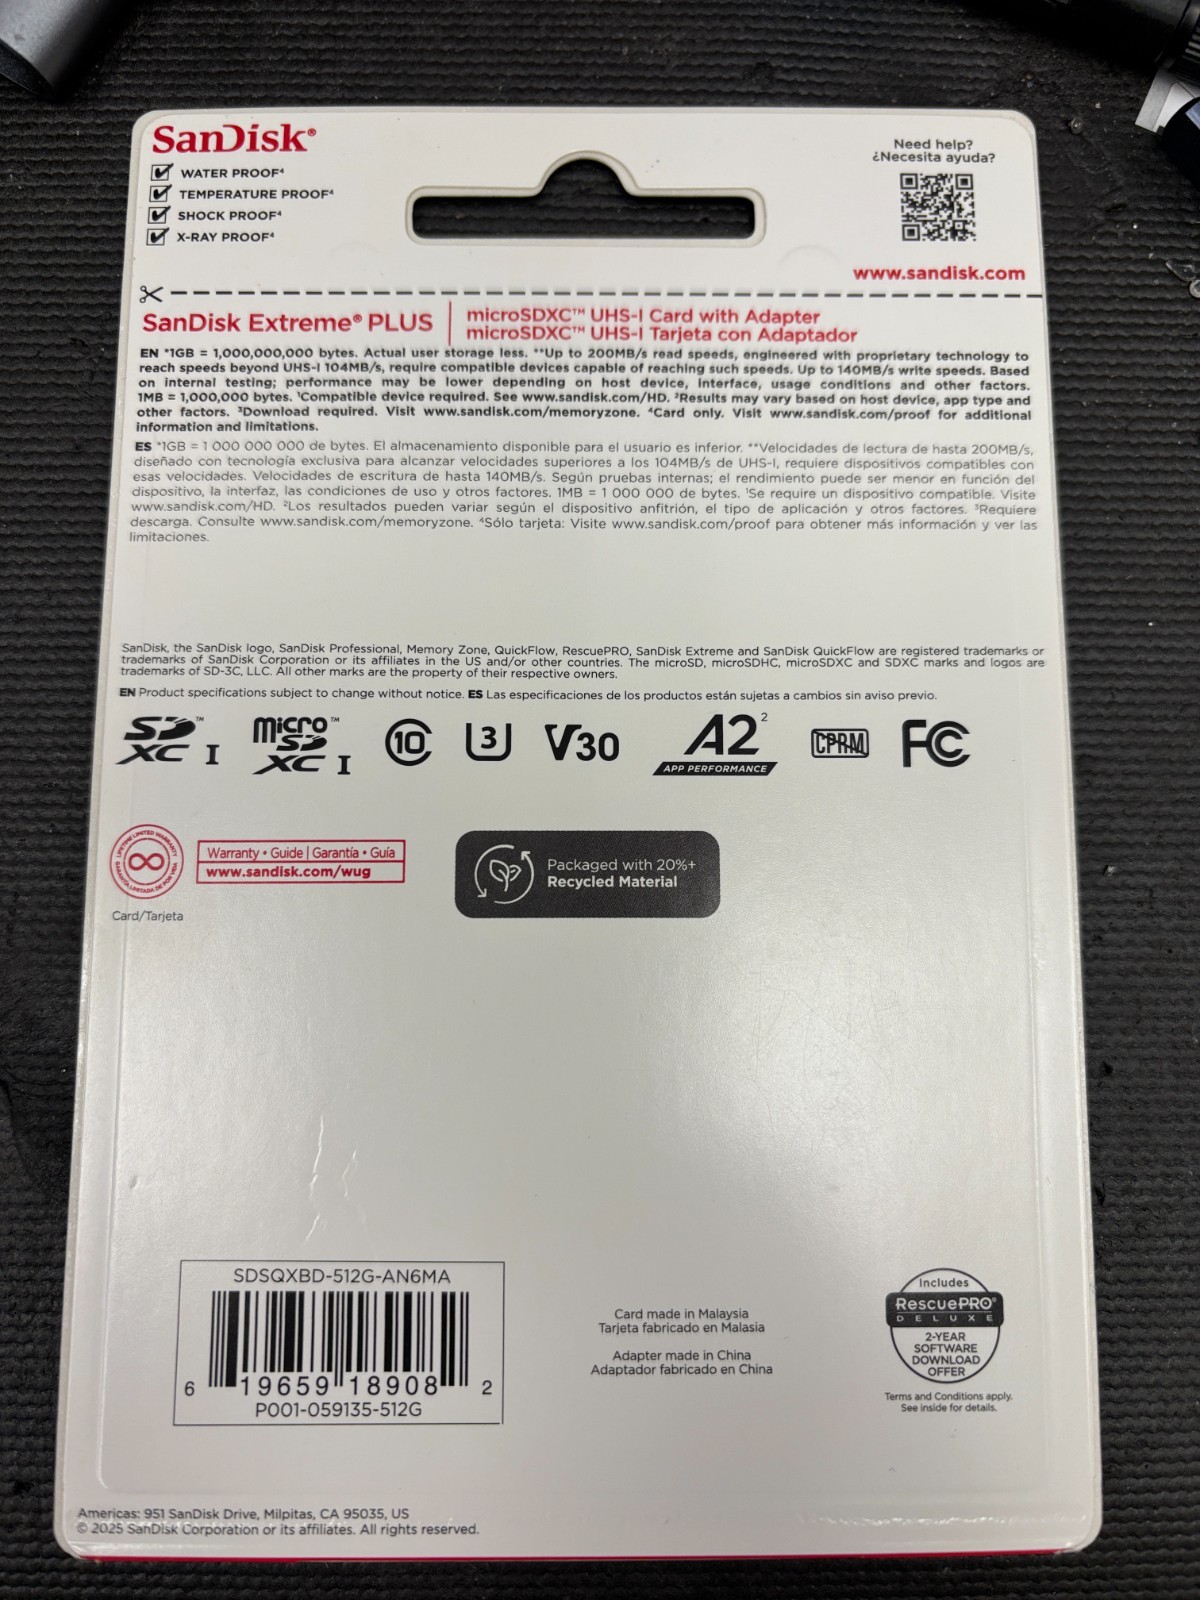 SanDisk®
WATER PROOF⁴
TEMPERATURE PROOF⁴
SHOCK PROOF⁴
X-RAY PROOF⁴
Need help?
¿Necesita ayuda?
www.sandisk.com
SanDisk Extreme® PLUS
microSDXC™ UHS-I Card with Adapter
microSDXC™ UHS-I Tarjeta con Adaptador
EN *1GB = 1,000,000,000 bytes. Actual user storage less. **Up to 200MB/s read speeds, engineered with proprietary technology to
reach speeds beyond UHS-I 104MB/s, require compatible devices capable of reaching such speeds. Up to 140MB/s write speeds. Based
on internal testing; performance may be lower depending on host device, interface, usage conditions and other factors.
1MB = 1,000,000 bytes. ¹Compatible device required. See www.sandisk.com/HD. ²Results may vary based on host device, app type and
other factors. ³Download required. Visit www.sandisk.com/memoryzone. ⁴Card only. Visit www.sandisk.com/proof for additional
information and limitations.
ES *1GB = 1 000 000 000 de bytes. El almacenamiento disponible para el usuario es inferior. **Velocidades de lectura de hasta 200MB/s,
diseñado con tecnología exclusiva para alcanzar velocidades superiores a los 104MB/s de UHS-I, requiere dispositivos compatibles con
esas velocidades. Velocidades de escritura de hasta 140MB/s. Según pruebas internas; el rendimiento puede ser menor en función del
dispositivo, la interfaz, las condiciones de uso y otros factores. 1MB = 1 000 000 de bytes. ¹Se require un dispositivo compatible. Visite
www.sandisk.com/HD. ²Los resultados pueden variar según el dispositivo anfitrión, el tipo de aplicación y otros factores. ³Requiere
descarga. Consulte www.sandisk.com/memoryzone. ⁴Sólo tarjeta: Visite www.sandisk.com/proof para obtener más información y ver las
limitaciones.
SanDisk, the SanDisk logo, SanDisk Professional, Memory Zone, QuickFlow, RescuePRO, SanDisk Extreme and SanDisk QuickFlow are registered trademarks or
trademarks of SanDisk Corporation or its affiliates in the US and/or other countries. The microSD, microSDHC, microSDXC and SDXC marks and logos are
trademarks of SD-3C, LLC. All other marks are the property of their respective owners.
EN Product specifications subject to change without notice. ES Las especificaciones de los productos están sujetas a cambios sin aviso previo.
SD XC I™
micro SD XC I™
10
3
V30
A2²
APP PERFORMANCE
CPRM
FC
LIFETIME LIMITED WARRANTY
GARANTÍA LIMITADA DE POR VIDA
Card/Tarjeta
Warranty • Guide | Garantía • Guía
www.sandisk.com/wug
Packaged with 20%+
Recycled Material
SDSQXBD-512G-AN6MA
6 19659 18908 2
P001-059135-512G
Card made in Malaysia
Tarjeta fabricado en Malasia
Adapter made in China
Adaptador fabricado en China
Includes
RescuePRO®
DELUXE
2-YEAR
SOFTWARE
DOWNLOAD
OFFER
Terms and Conditions apply.
See inside for details.
Americas: 951 SanDisk Drive, Milpitas, CA 95035, US
© 2025 SanDisk Corporation or its affiliates. All rights reserved.